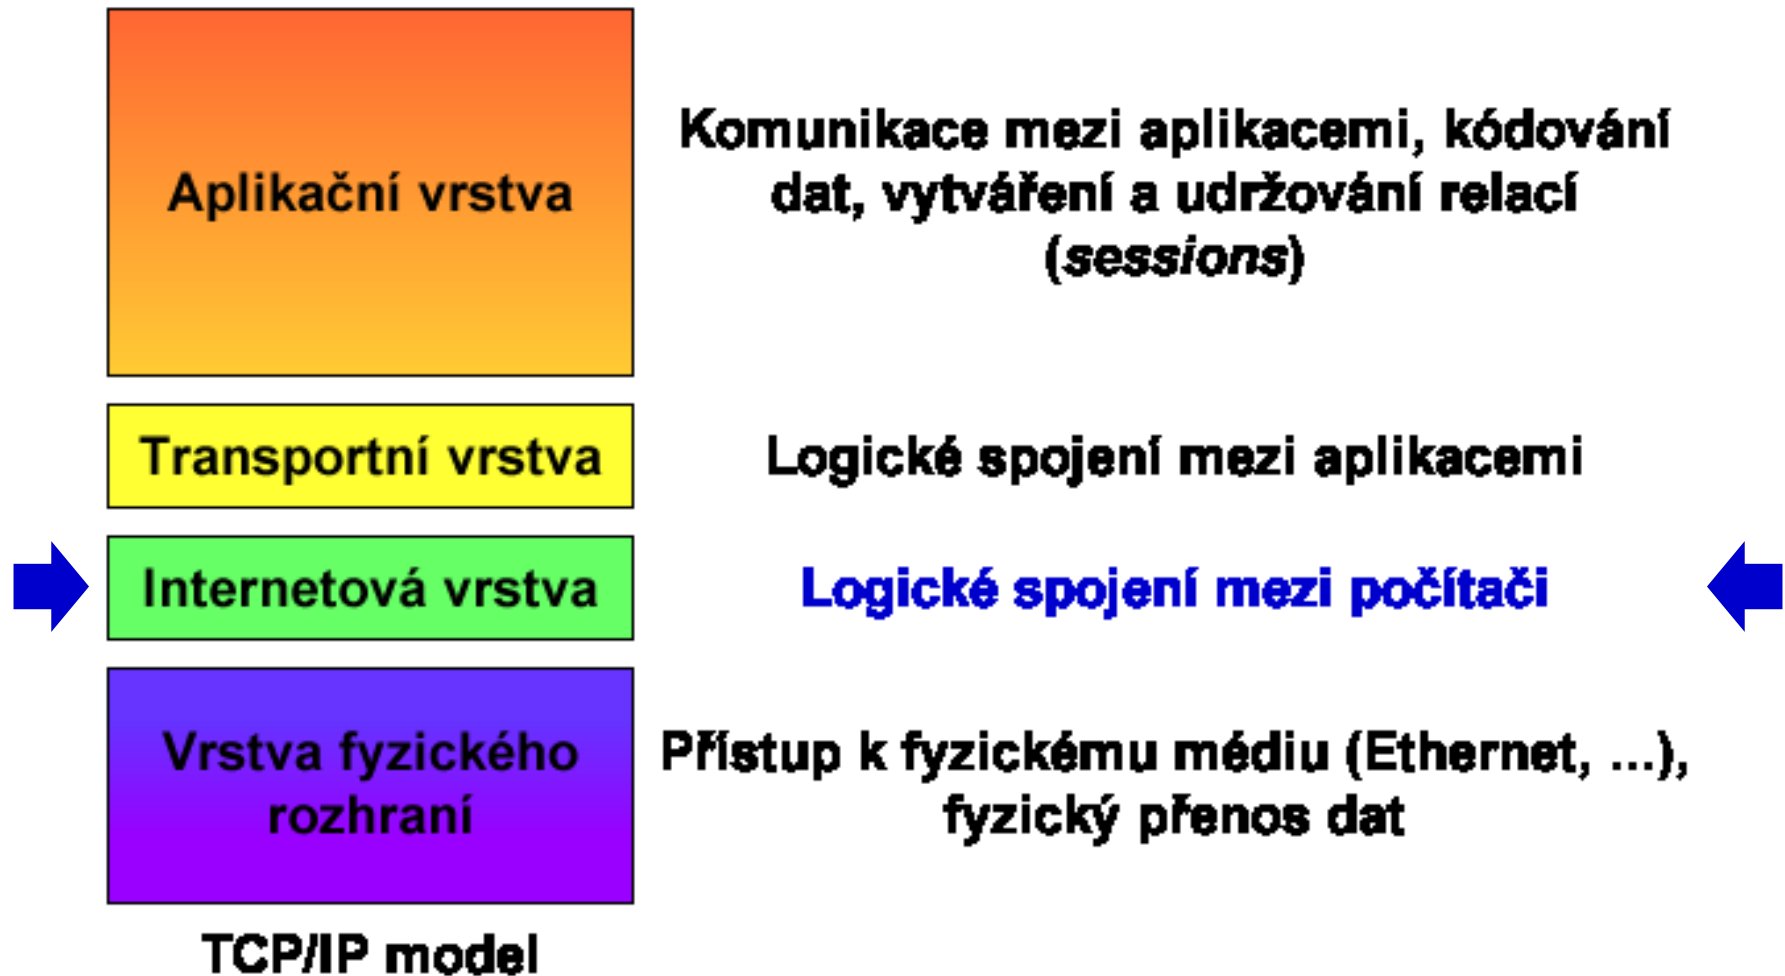 Aplikační vrstva
Komunikace mezi aplikacemi, kódování
dat, vytváření a udržování relací
(sessions)
Transportní vrstva
Logické spojení mezi aplikacemi
Internetová vrstva
Logické spojení mezi počítači
Vrstva fyzického
rozhraní
Přístup k fyzickému médiu (Ethernet, ...),
fyzický přenos dat
TCP/IP model